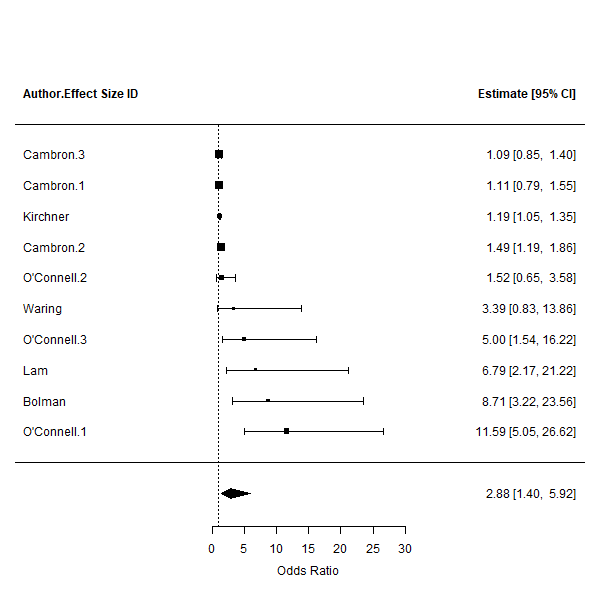 Author.Effect Size ID Estimate [95% CI]
Cambron.3 1.09 [0.85, 1.40]
Cambron.1 1.11 [0.79, 1.55]
Kirchner 1.19 [1.05, 1.35]
Cambron.2 1.49 [1.19, 1.86]
O'Connell.2 1.52 [0.65, 3.58]
Waring 3.39 [0.83, 13.86]
O'Connell.3 5.00 [1.54, 16.22]
Lam 6.79 [2.17, 21.22]
Bolman 8.71 [3.22, 23.56]
O'Connell.1 11.59 [5.05, 26.62]
2.88 [1.40, 5.92]
0 5 10 15 20 25 30
Odds Ratio